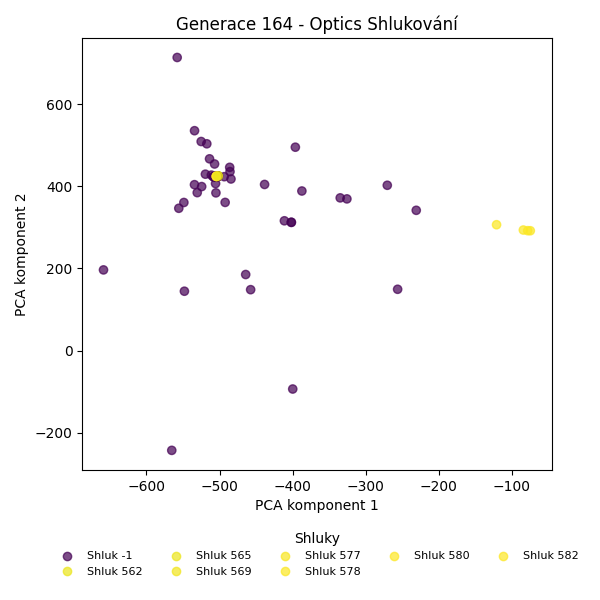 Generace 164 - Optics Shlukování
PCA komponent 2
600
400
200
0
−200
−600
−500
−400
−300
−200
−100
PCA komponent 1
Shluky
Shluk -1
Shluk 562
Shluk 565
Shluk 569
Shluk 577
Shluk 578
Shluk 580
Shluk 582